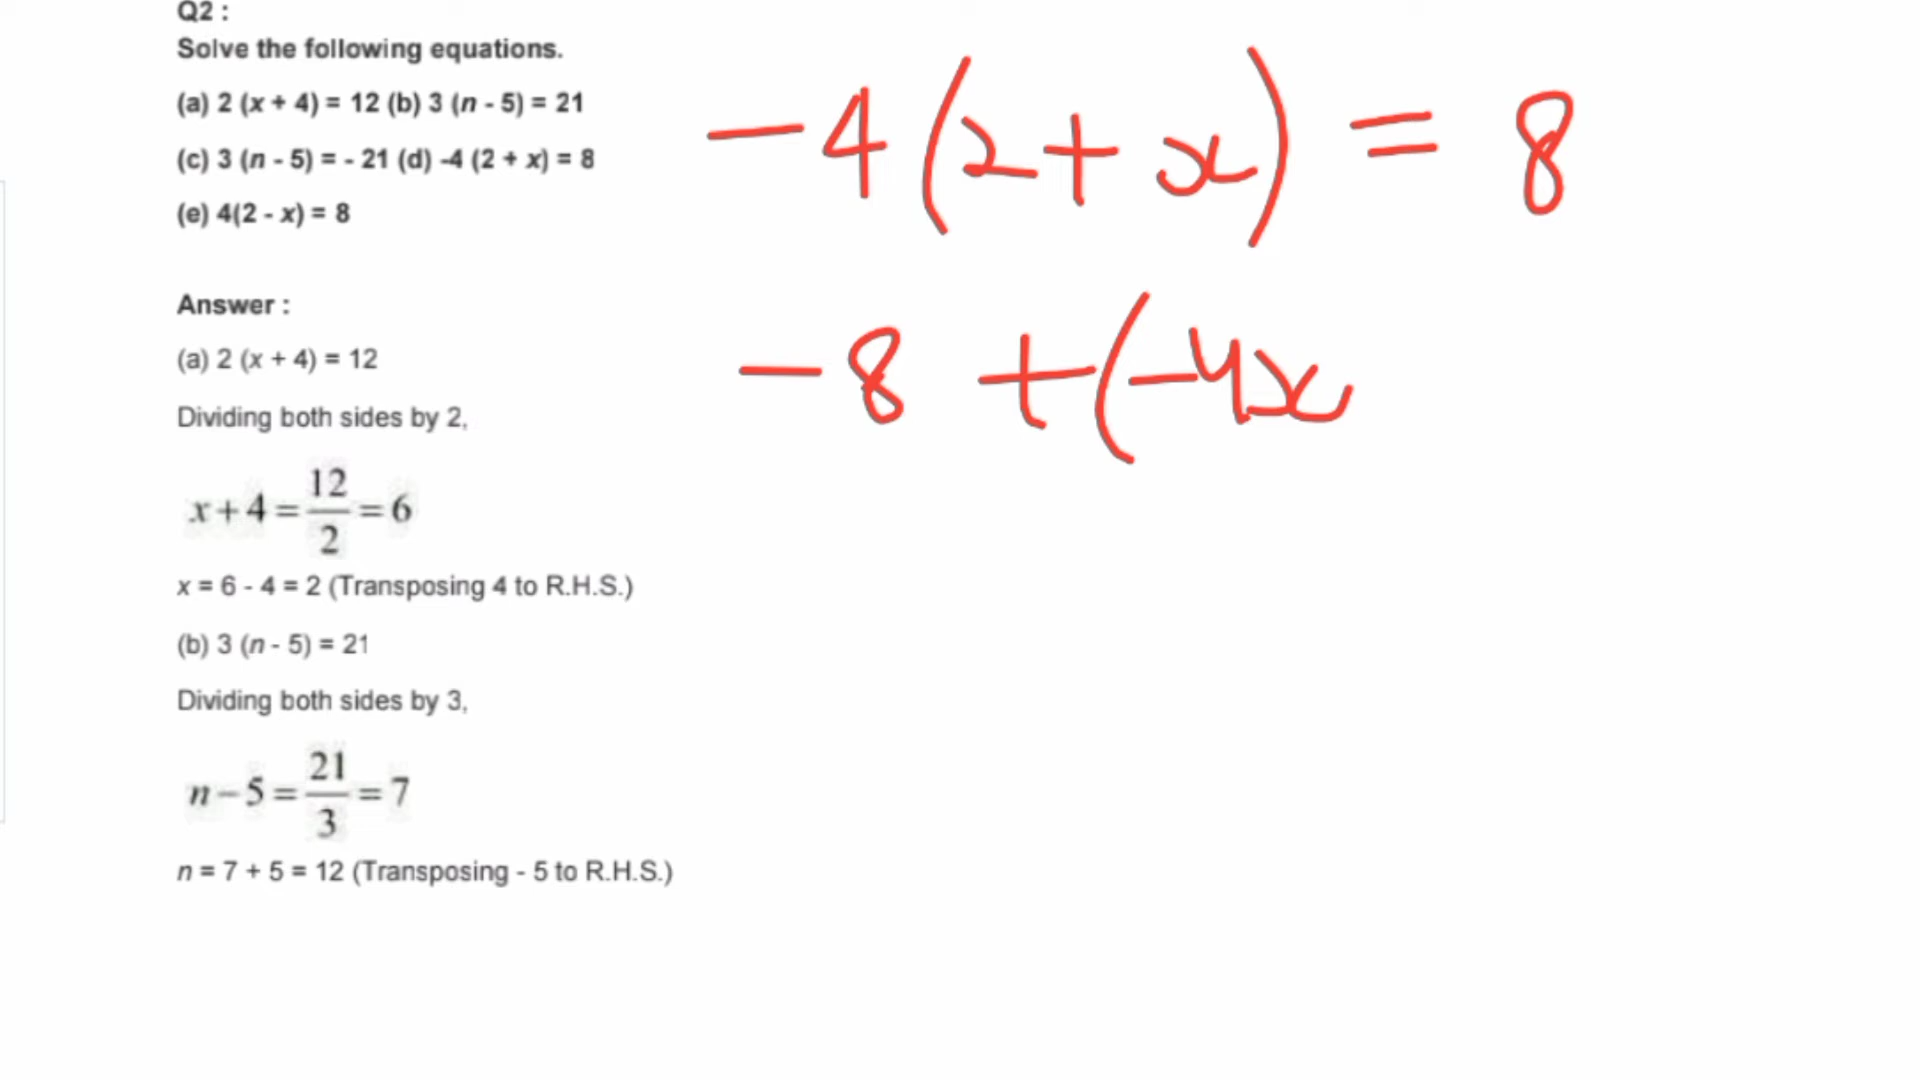 Q2 :
Solve the following equations.
(a) 2 (x + 4) = 12 (b) 3 (n - 5) = 21
(c) 3 (n - 5) = - 21 (d) -4 (2 + x) = 8
(e) 4(2 - x) = 8
Answer :
(a) 2 (x + 4) = 12
Dividing both sides by 2,
x + 4 = 12/2 = 6
x = 6 - 4 = 2 (Transposing 4 to R.H.S.)
(b) 3 (n - 5) = 21
Dividing both sides by 3,
n - 5 = 21/3 = 7
n = 7 + 5 = 12 (Transposing - 5 to R.H.S.)
-4(2+x) = 8
-8 +(-4x